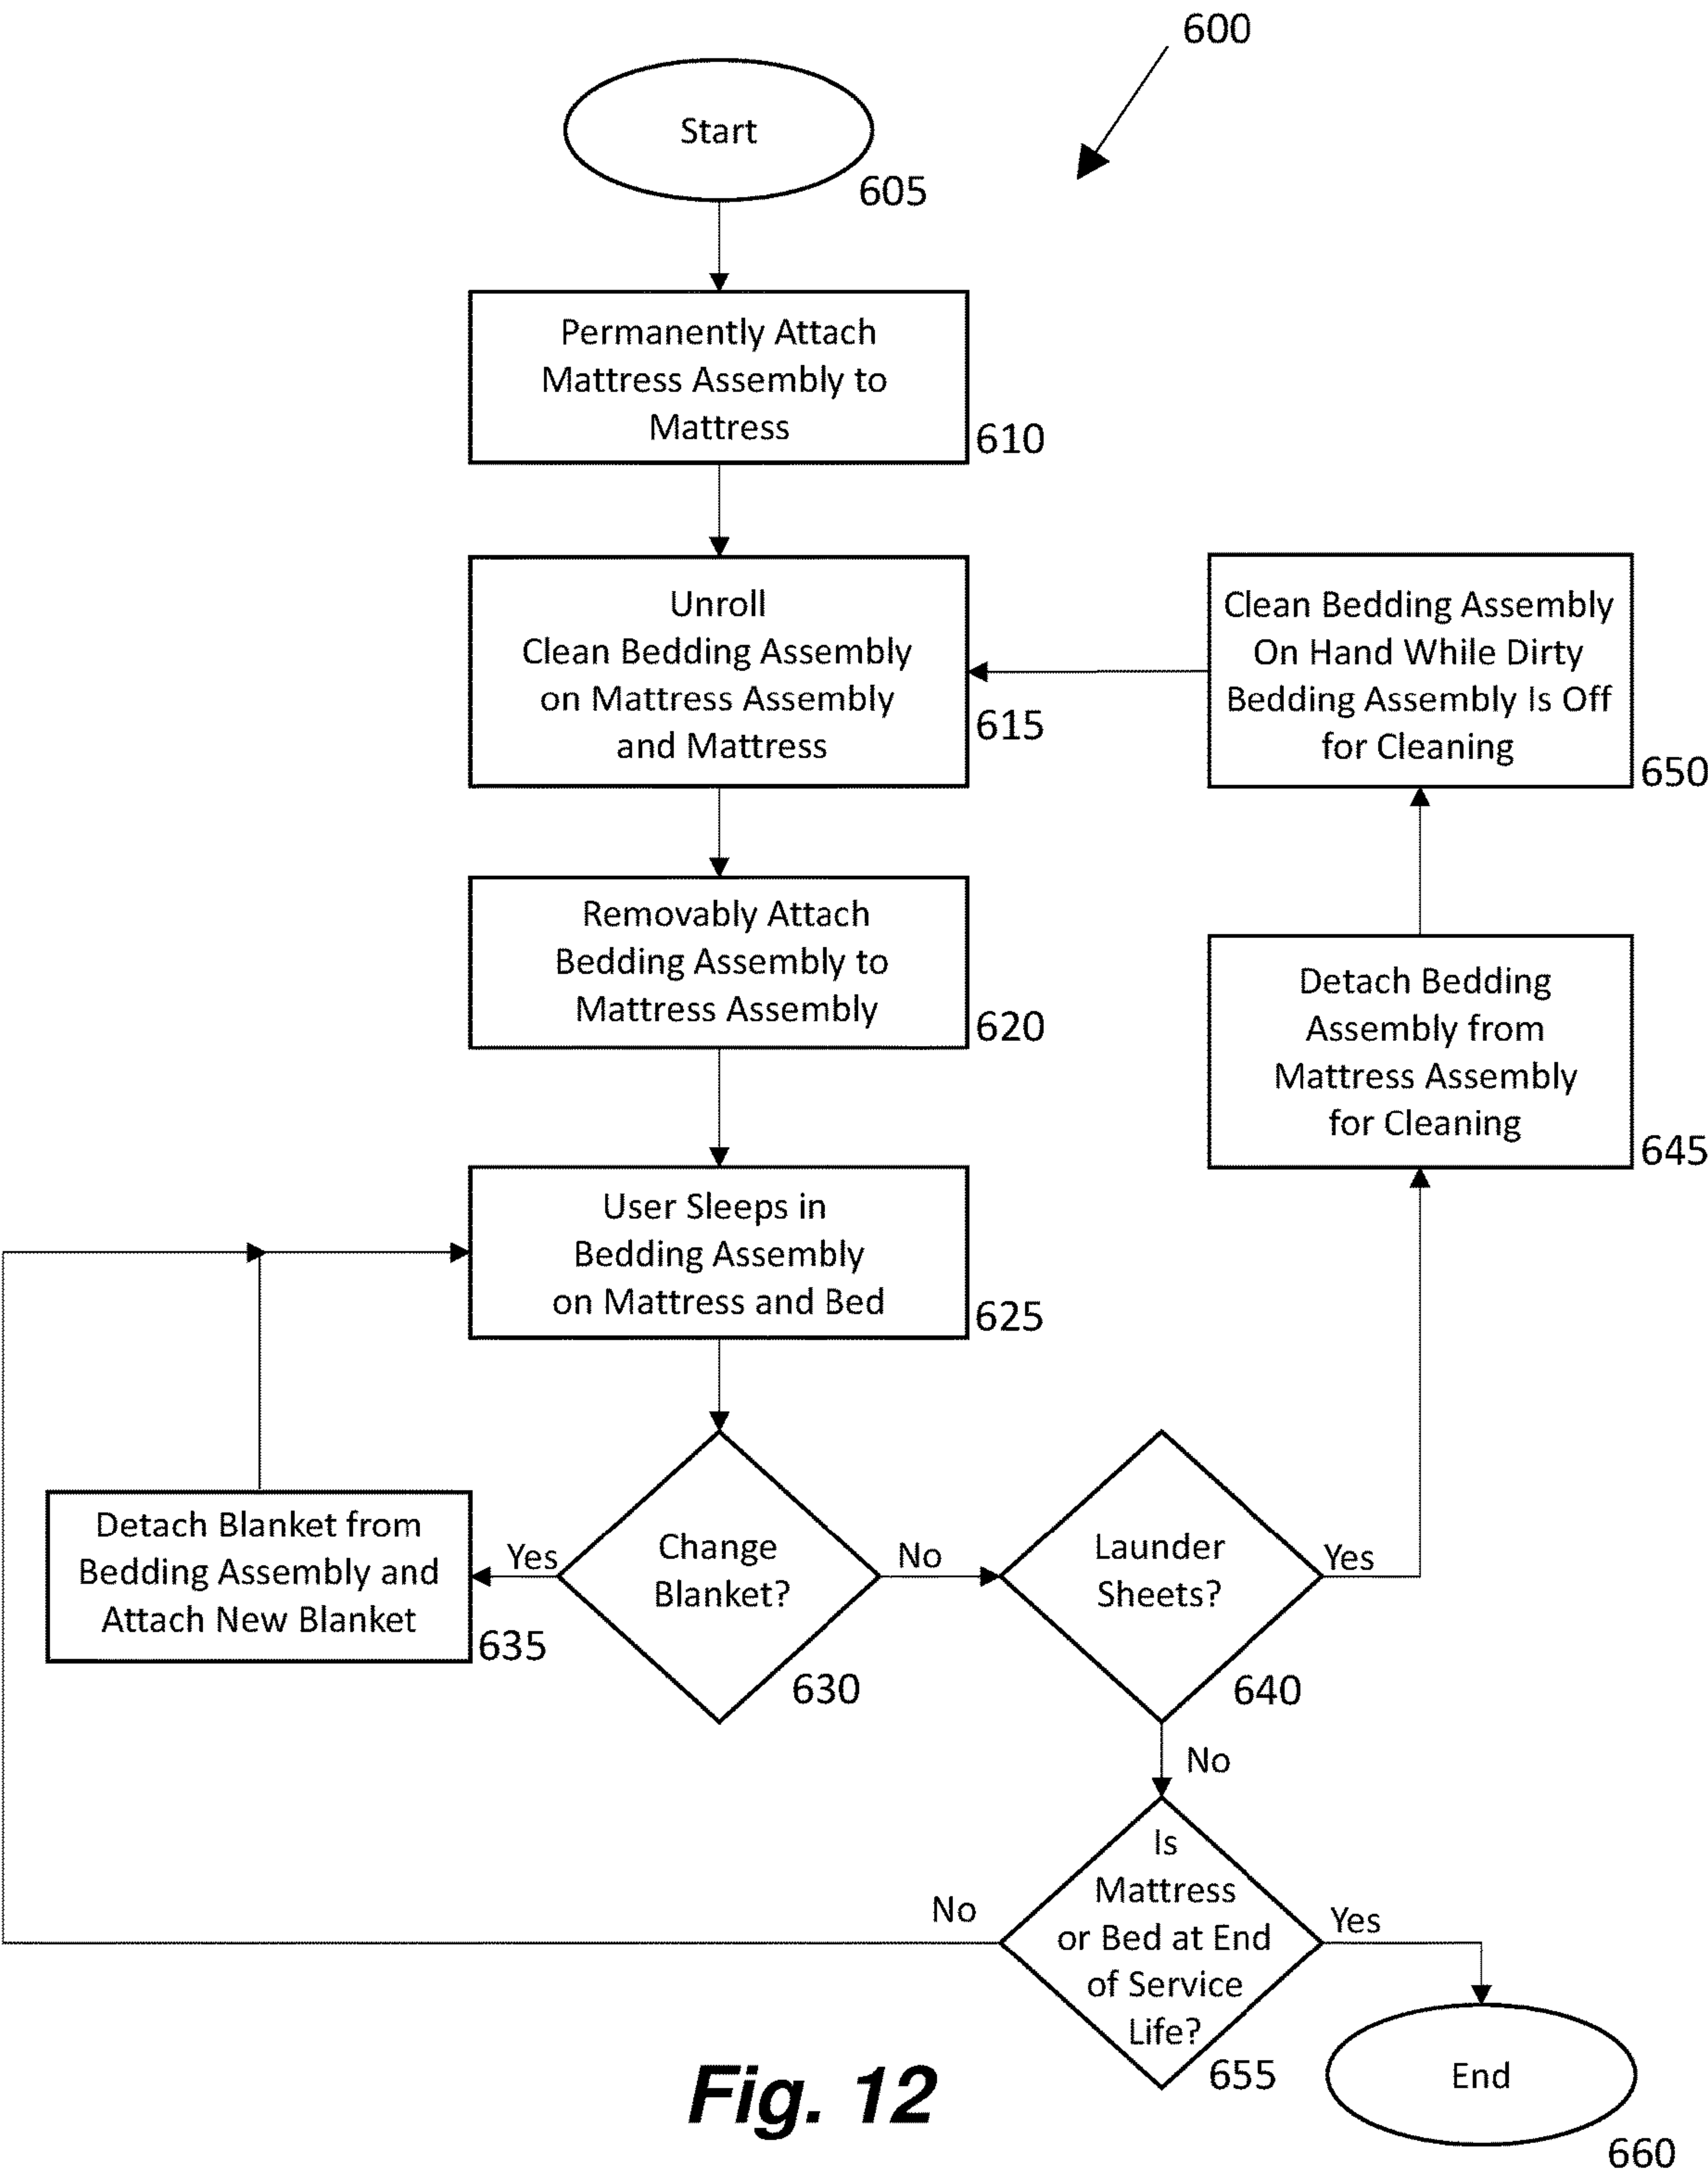 600
Start
605
Permanently Attach
Mattress Assembly to
Mattress
610
Unroll
Clean Bedding Assembly
on Mattress Assembly
and Mattress
615
Clean Bedding Assembly
On Hand While Dirty
Bedding Assembly Is Off
for Cleaning
650
Removably Attach
Bedding Assembly to
Mattress Assembly
620
Detach Bedding
Assembly from
Mattress Assembly
for Cleaning
645
User Sleeps in
Bedding Assembly
on Mattress and Bed
625
Detach Blanket from
Bedding Assembly and
Attach New Blanket
635
Yes
Change
Blanket?
630
No
Launder
Sheets?
640
Yes
No
Is
Mattress
or Bed at End
of Service
Life?
655
No
Yes
End
660
Fig. 12